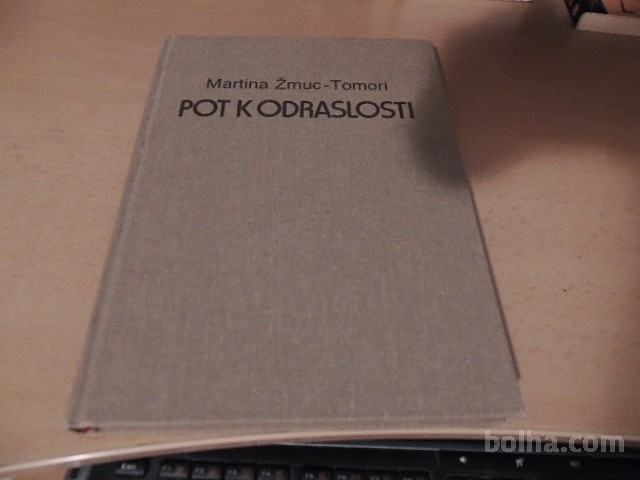 Martina Žmuc-Tomori
POT K ODRASLOSTI
bolha.com